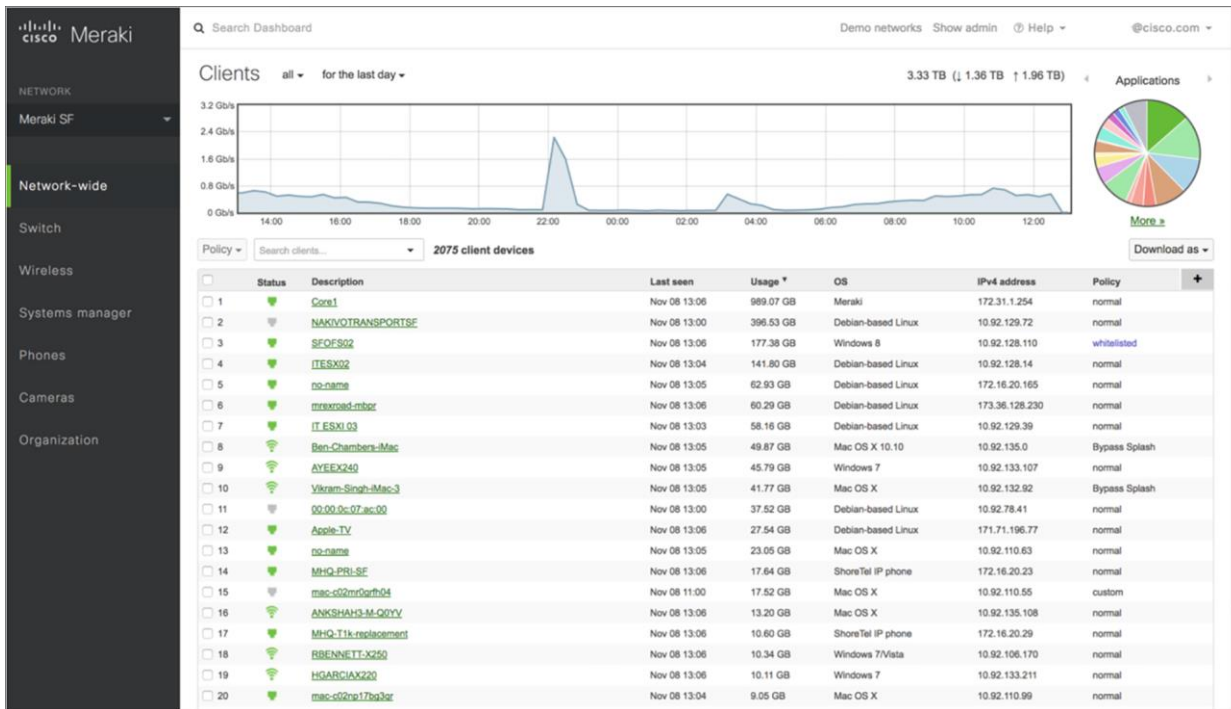 cisco Meraki
Search Dashboard
Demo networks Show admin Help @cisco.com
NETWORK
Meraki SF
Network-wide
Switch
Wireless
Systems manager
Phones
Cameras
Organization
Clients all for the last day
3.33 TB (↓ 1.36 TB ↑ 1.96 TB)
Applications
3.2 Gb/s
2.4 Gb/s
1.6 Gb/s
0.8 Gb/s
0 Gb/s
14:00 16:00 18:00 20:00 22:00 00:00 02:00 04:00 06:00 08:00 10:00 12:00
More »
Policy Search clients... 2075 client devices Download as
Status Description Last seen Usage OS IPv4 address Policy +
1 Core1 Nov 08 13:06 989.07 GB Meraki 172.31.1.254 normal
2 NAKIVOTRANSPORTSF Nov 08 13:00 396.53 GB Debian-based Linux 10.92.129.72 normal
3 SFOFS02 Nov 08 13:06 177.38 GB Windows 8 10.92.128.110 whitelisted
4 ITESX02 Nov 08 13:04 141.80 GB Debian-based Linux 10.92.128.14 normal
5 no-name Nov 08 13:05 62.93 GB Debian-based Linux 172.16.20.165 normal
6 mrexroad-mbpr Nov 08 13:06 60.29 GB Debian-based Linux 173.36.128.230 normal
7 IT ESXI 03 Nov 08 13:03 58.16 GB Debian-based Linux 10.92.129.39 normal
8 Ben-Chambers-iMac Nov 08 13:05 49.87 GB Mac OS X 10.10 10.92.135.0 Bypass Splash
9 AYEEX240 Nov 08 13:05 45.79 GB Windows 7 10.92.133.107 normal
10 Vikram-Singh-iMac-3 Nov 08 13:05 41.77 GB Mac OS X 10.92.132.92 Bypass Splash
11 00:00:0c:07:ac:00 Nov 08 13:00 37.52 GB Debian-based Linux 10.92.78.41 normal
12 Apple-TV Nov 08 13:06 27.54 GB Debian-based Linux 171.71.196.77 normal
13 no-name Nov 08 13:05 23.05 GB Mac OS X 10.92.110.63 normal
14 MHQ-PRI-SF Nov 08 13:06 17.64 GB ShoreTel IP phone 172.16.20.23 normal
15 mac-c02mr0grfh04 Nov 08 11:00 17.52 GB Mac OS X 10.92.110.55 custom
16 ANKSHAH3-M-Q0YV Nov 08 13:06 13.20 GB Mac OS X 10.92.135.108 normal
17 MHQ-T1k-replacement Nov 08 13:06 10.60 GB ShoreTel IP phone 172.16.20.29 normal
18 RBENNETT-X250 Nov 08 13:06 10.34 GB Windows 7/Vista 10.92.106.170 normal
19 HGARCIAX220 Nov 08 13:06 10.11 GB Windows 7 10.92.133.211 normal
20 mac-c02np17bg3qr Nov 08 13:04 9.05 GB Mac OS X 10.92.110.99 normal